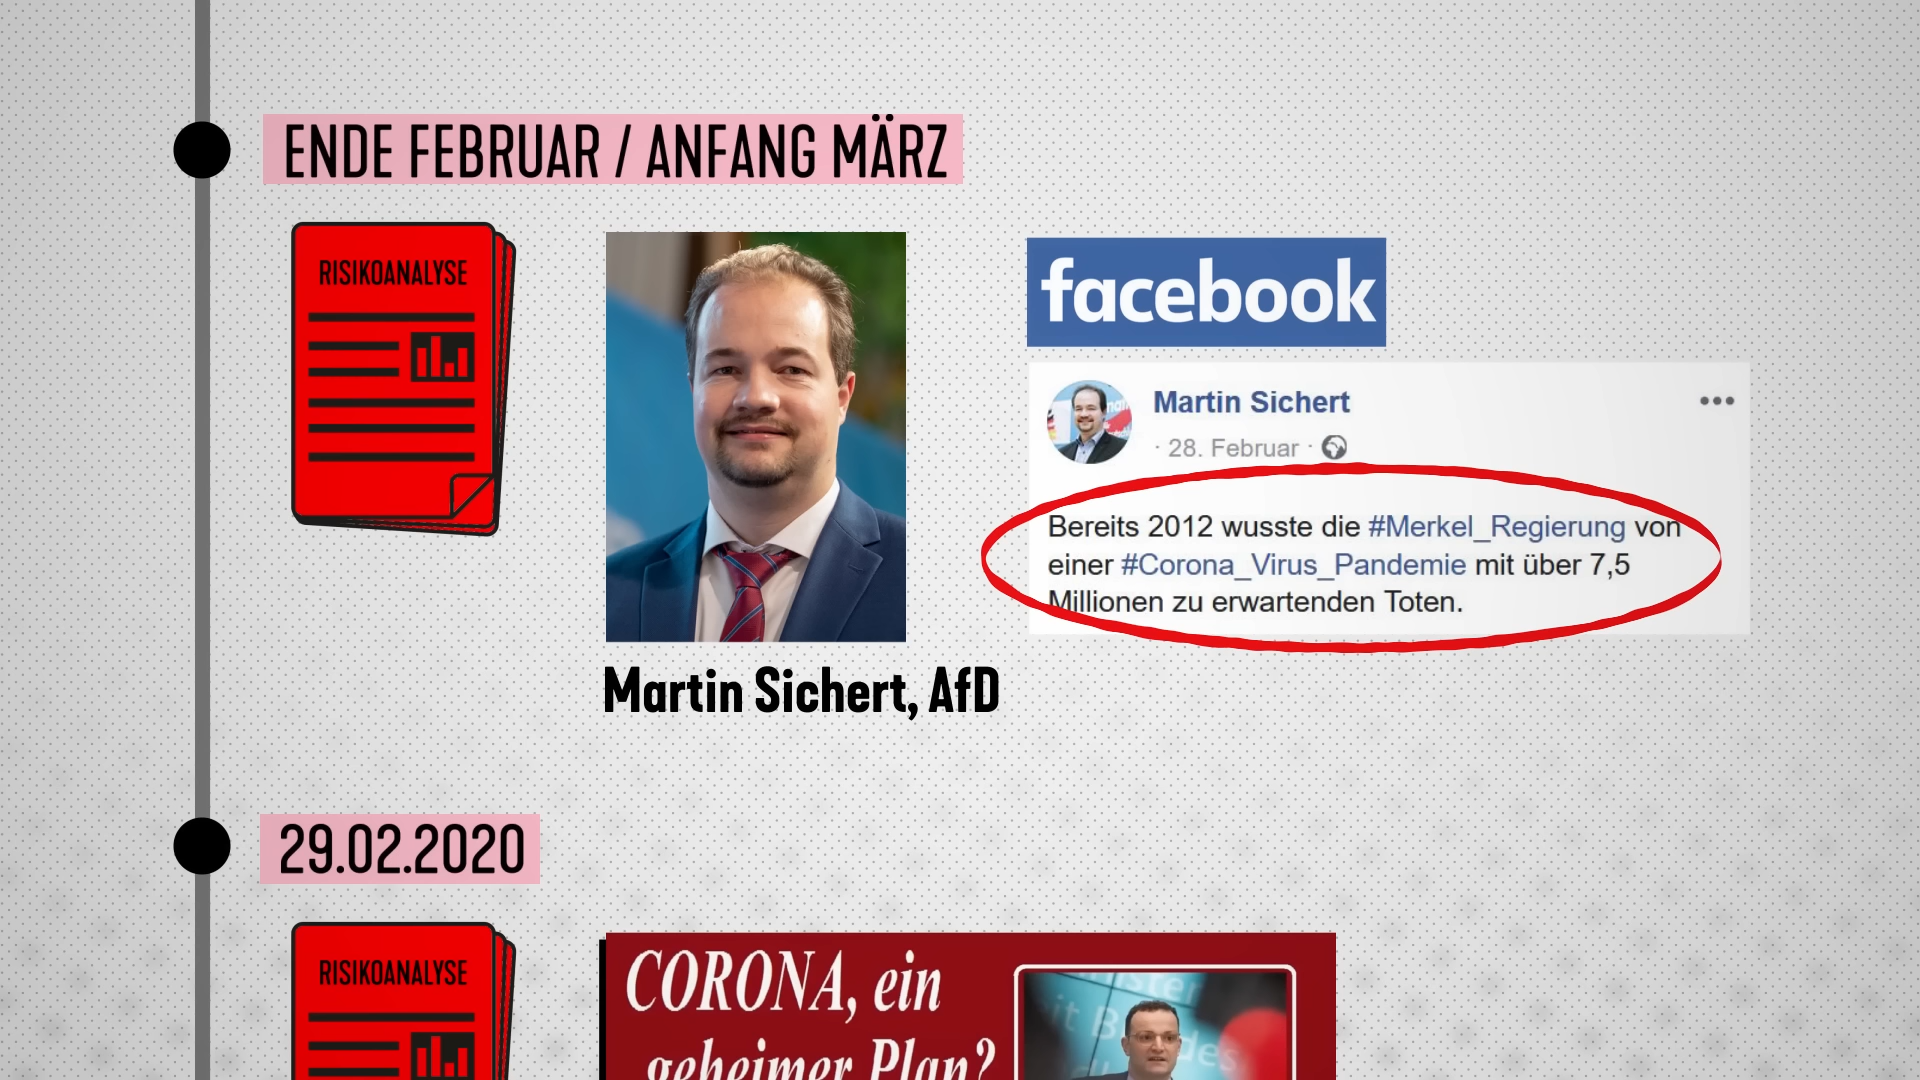 ENDE FEBRUAR / ANFANG MÄRZ
RISIKOANALYSE
facebook
Martin Sichert
· 28. Februar ·
Bereits 2012 wusste die #Merkel_Regierung von
einer #Corona_Virus_Pandemie mit über 7,5
Millionen zu erwartenden Toten.
Martin Sichert, AfD
29.02.2020
RISIKOANALYSE
CORONA, ein
geheimer Plan?